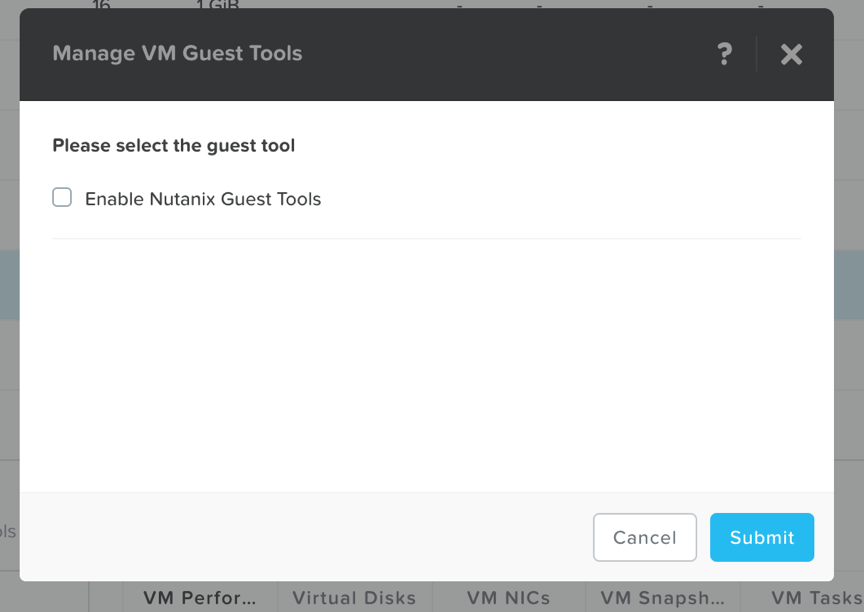 16 1 GiB - - - -
Manage VM Guest Tools ?
Please select the guest tool
Enable Nutanix Guest Tools
ols
Cancel Submit
VM Perfor... Virtual Disks VM NICs VM Snapsh... VM Tasks